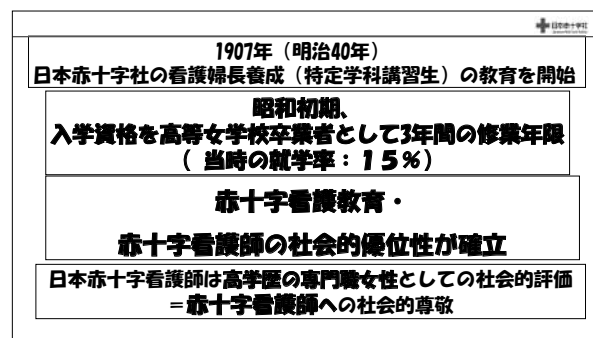 日本赤十字社
1907年（明治40年）
日本赤十字社の看護婦長養成（特定学科講習生）の教育を開始
昭和初期、
入学資格を高等女学校卒業者として3年間の修業年限
（ 当時の就学率：１５％）
赤十字看護教育・
赤十字看護師の社会的優位性が確立
日本赤十字看護師は高学歴の専門職女性としての社会的評価
＝赤十字看護師への社会的尊敬